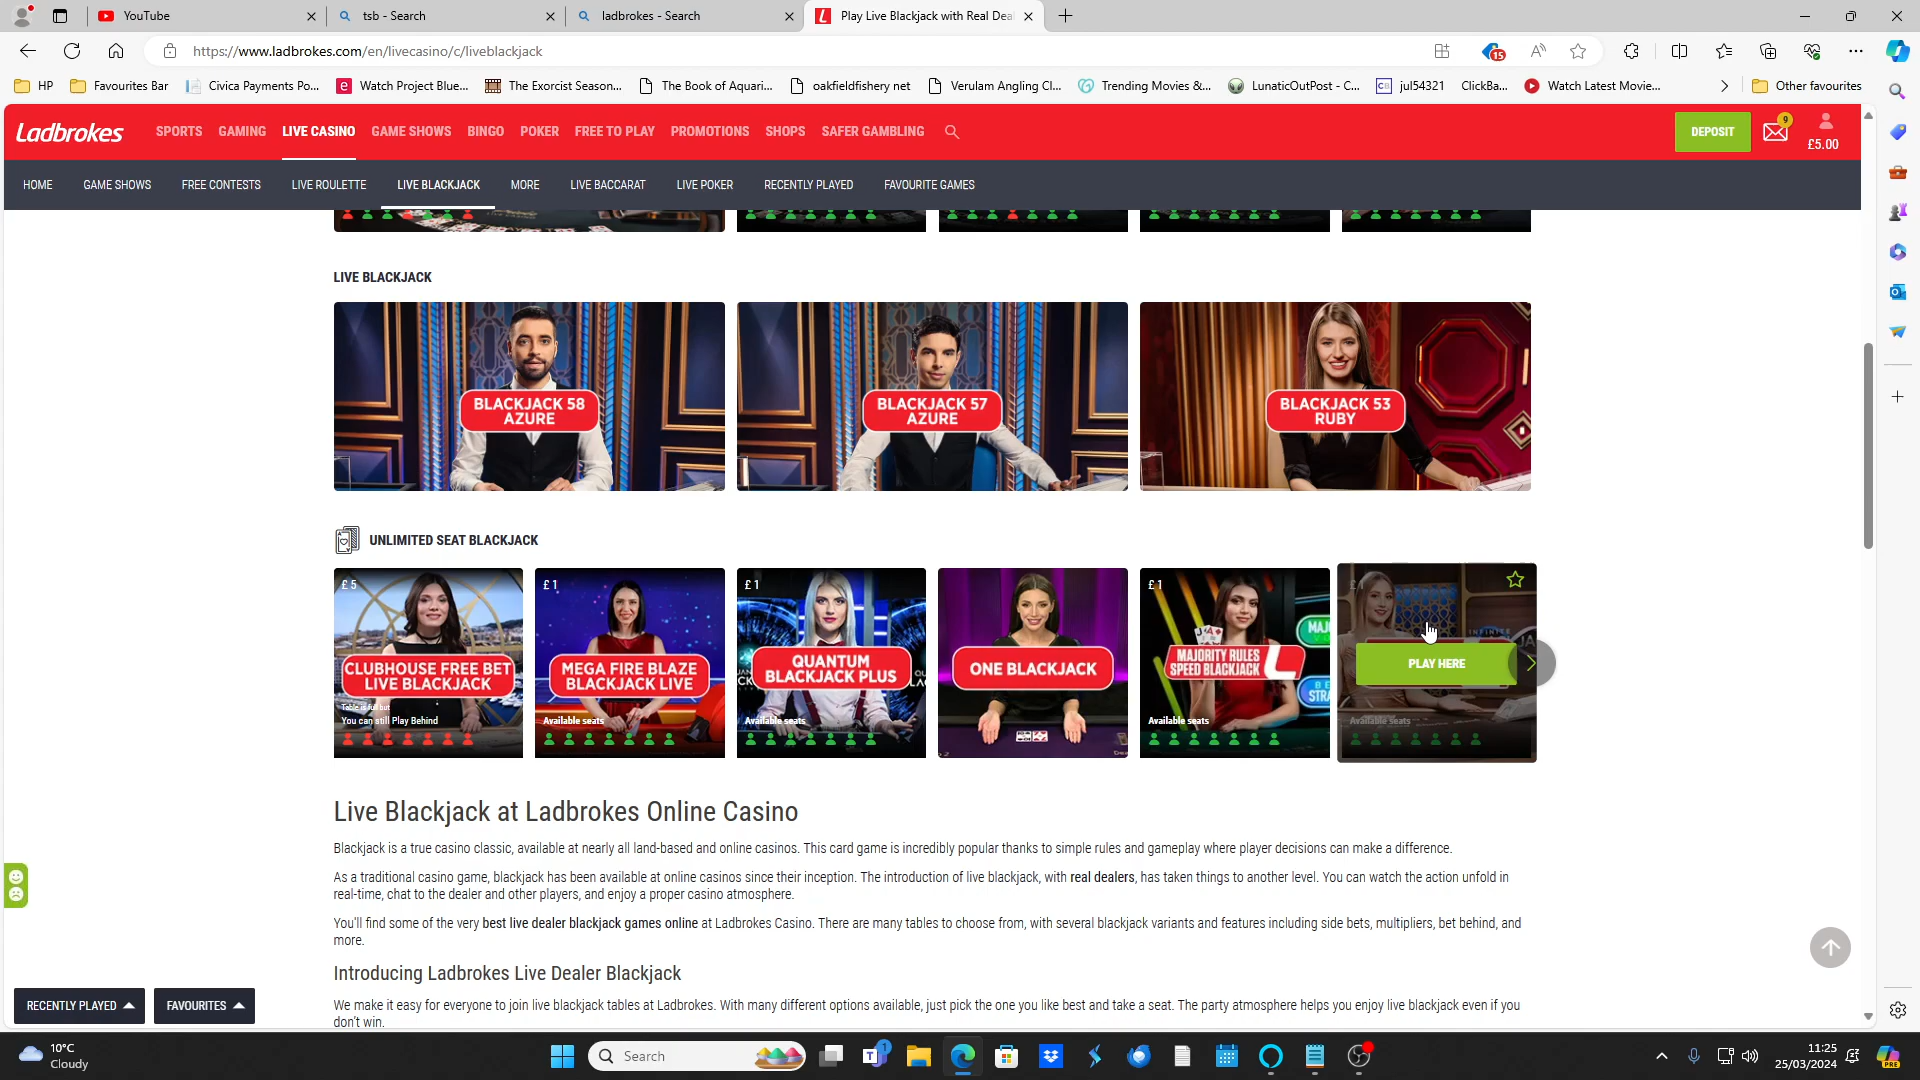 YouTube
tsb - Search
ladbrokes - Search
Play Live Blackjack with Real Dea
https://www.ladbrokes.com/en/livecasino/c/liveblackjack
15
HP
Favourites Bar
Civica Payments Po...
Watch Project Blue...
The Exorcist Season...
The Book of Aquari...
oakfieldfishery net
Verulam Angling Cl...
Trending Movies &...
LunaticOutPost - C...
jul54321
ClickBa...
Watch Latest Movie...
Other favourites
Ladbrokes
SPORTS
GAMING
LIVE CASINO
GAME SHOWS
BINGO
POKER
FREE TO PLAY
PROMOTIONS
SHOPS
SAFER GAMBLING
DEPOSIT
9
£5.00
HOME
GAME SHOWS
FREE CONTESTS
LIVE ROULETTE
LIVE BLACKJACK
MORE
LIVE BACCARAT
LIVE POKER
RECENTLY PLAYED
FAVOURITE GAMES
LIVE BLACKJACK
BLACKJACK 58
AZURE
BLACKJACK 57
AZURE
BLACKJACK 53
RUBY
UNLIMITED SEAT BLACKJACK
£5
CLUBHOUSE FREE BET
LIVE BLACKJACK
Table is full but
You can still Play Behind
£1
MEGA FIRE BLAZE
BLACKJACK LIVE
Available seats
£1
QUANTUM
BLACKJACK PLUS
Available seats
ONE BLACKJACK
£1
MAJORITY RULES
SPEED BLACKJACK
Available seats
£1
PLAY HERE
Available seats
Live Blackjack at Ladbrokes Online Casino
Blackjack is a true casino classic, available at nearly all land-based and online casinos. This card game is incredibly popular thanks to simple rules and gameplay where player decisions can make a difference.
As a traditional casino game, blackjack has been available at online casinos since their inception. The introduction of live blackjack, with real dealers, has taken things to another level. You can watch the action unfold in
real-time, chat to the dealer and other players, and enjoy a proper casino atmosphere.
You'll find some of the very best live dealer blackjack games online at Ladbrokes Casino. There are many tables to choose from, with several blackjack variants and features including side bets, multipliers, bet behind, and
more.
Introducing Ladbrokes Live Dealer Blackjack
We make it easy for everyone to join live blackjack tables at Ladbrokes. With many different options available, just pick the one you like best and take a seat. The party atmosphere helps you enjoy live blackjack even if you
don't win.
RECENTLY PLAYED
FAVOURITES
10°C
Cloudy
Search
1
11:25
25/03/2024